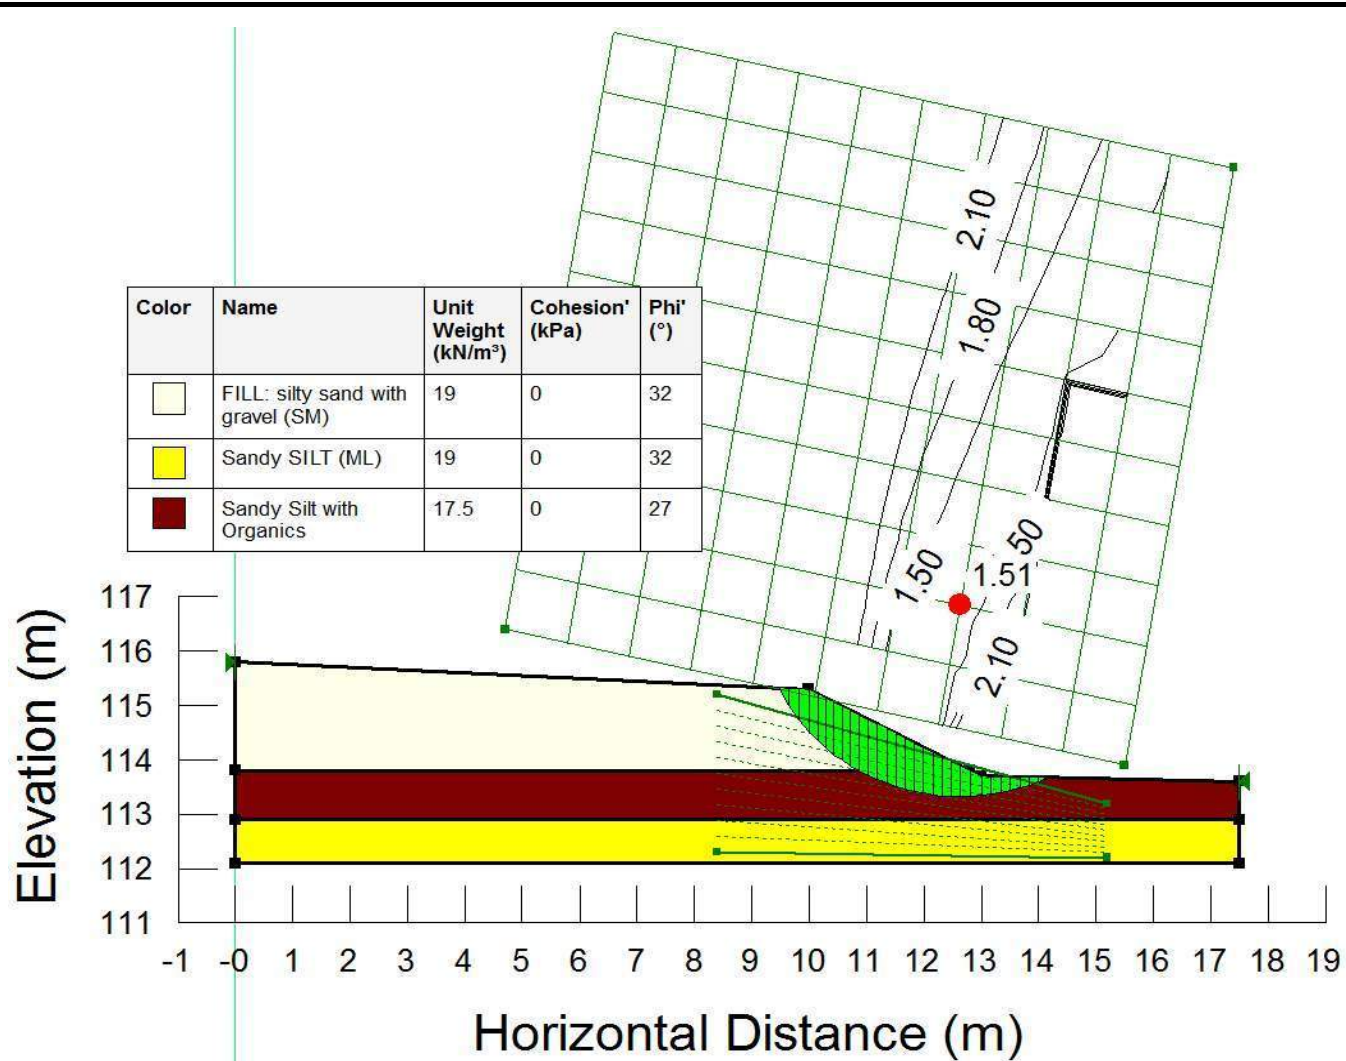 2.10
1.80
Color Name Unit Weight (kN/m³) Cohesion' (kPa) Phi' (°)
FILL: silty sand with gravel (SM) 19 0 32
Sandy SILT (ML) 19 0 32
Sandy Silt with Organics 17.5 0 27
1.50
50
1.51
2.10
Elevation (m)
117
116
115
114
113
112
111
-1 -0 1 2 3 4 5 6 7 8 9 10 11 12 13 14 15 16 17 18 19
Horizontal Distance (m)